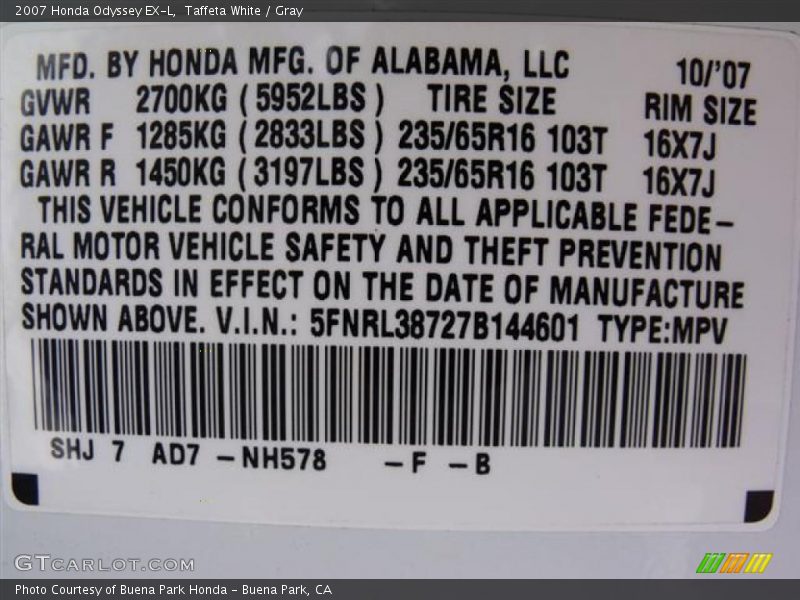 2007 Honda Odyssey EX-L, Taffeta White / Gray
MFD. BY HONDA MFG. OF ALABAMA, LLC 10/'07
GVWR 2700KG ( 5952LBS ) TIRE SIZE RIM SIZE
GAWR F 1285KG ( 2833LBS ) 235/65R16 103T 16X7J
GAWR R 1450KG ( 3197LBS ) 235/65R16 103T 16X7J
THIS VEHICLE CONFORMS TO ALL APPLICABLE FEDE-
RAL MOTOR VEHICLE SAFETY AND THEFT PREVENTION
STANDARDS IN EFFECT ON THE DATE OF MANUFACTURE
SHOWN ABOVE. V.I.N.: 5FNRL38727B144601 TYPE:MPV
SHJ 7 AD7 -NH578 -F -B
GTCARLOT.COM
Photo Courtesy of Buena Park Honda - Buena Park, CA